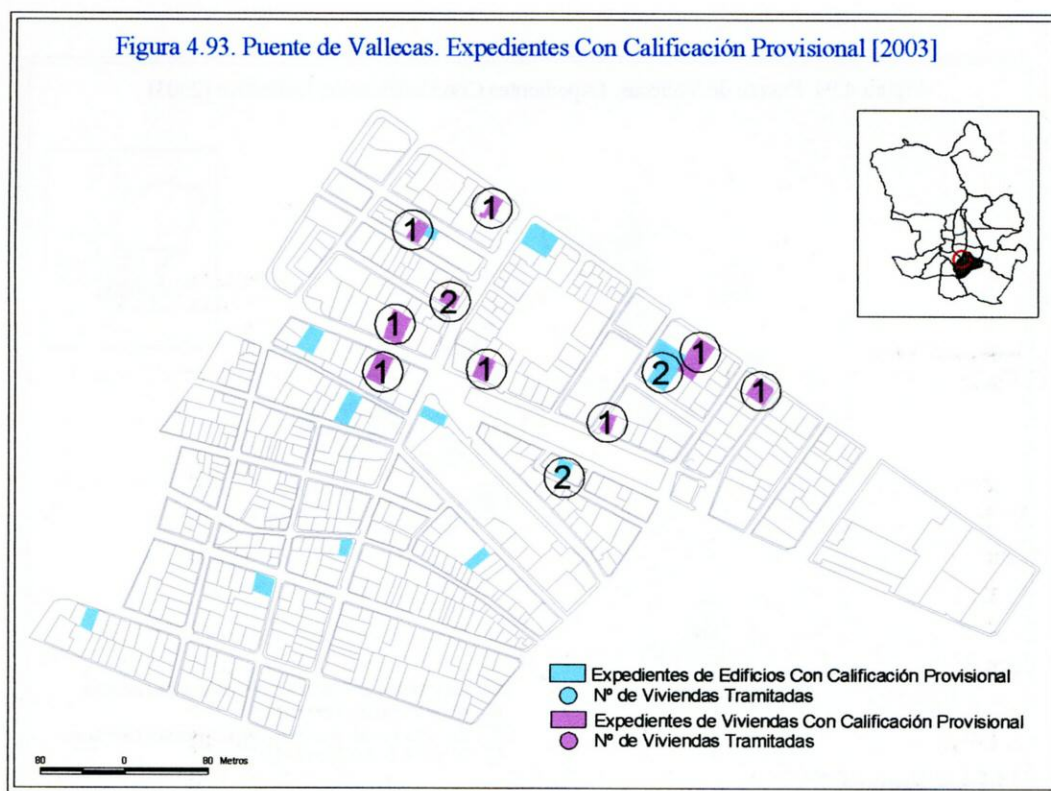 Figura 4.93. Puente de Vallecas. Expedientes Con Calificación Provisional [2003]
1
1
2
1
1
1
2
1
1
1
2
Expedientes de Edificios Con Calificación Provisional
Nº de Viviendas Tramitadas
Expedientes de Viviendas Con Calificación Provisional
Nº de Viviendas Tramitadas
80 0 80 Metros